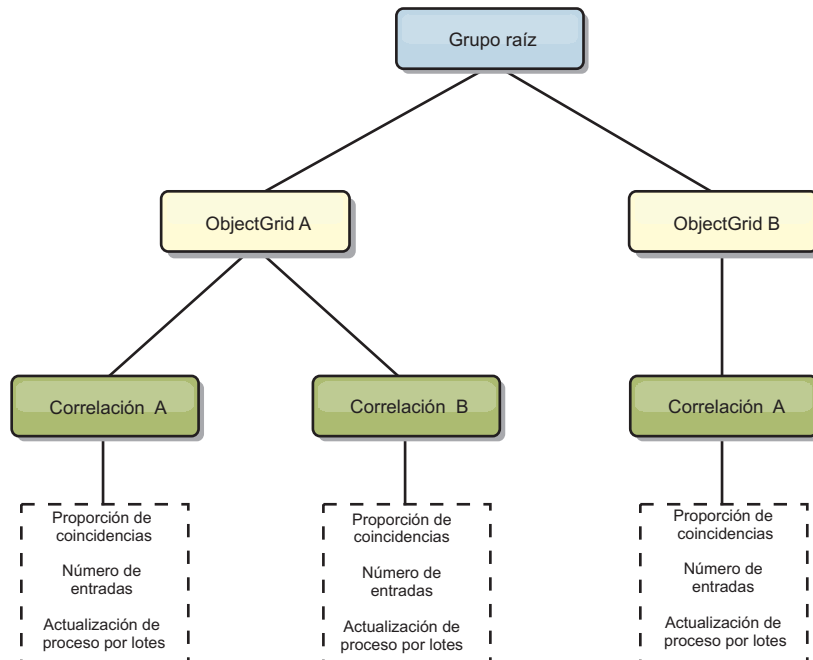 Grupo raíz
ObjectGrid A
ObjectGrid B
Correlación A
Correlación B
Correlación A
Proporción de
coincidencias
Número de
entradas
Actualización de
proceso por lotes
Proporción de
coincidencias
Número de
entradas
Actualización de
proceso por lotes
Proporción de
coincidencias
Número de
entradas
Actualización de
proceso por lotes